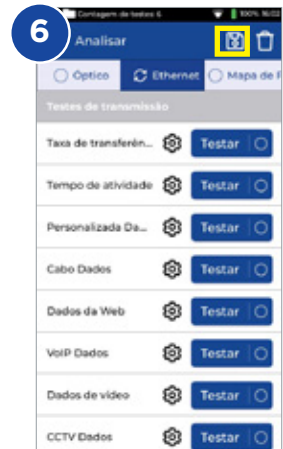 6
Contagem de testes 6 100% 16:02
Analisar
Óptico Ethernet Mapa de F
Testes de transmissão
Taxa de transferên... Testar
Tempo de atividade Testar
Personalizada Da... Testar
Cabo Dados Testar
Dados da Web Testar
VoIP Dados Testar
Dados de vídeo Testar
CCTV Dados Testar